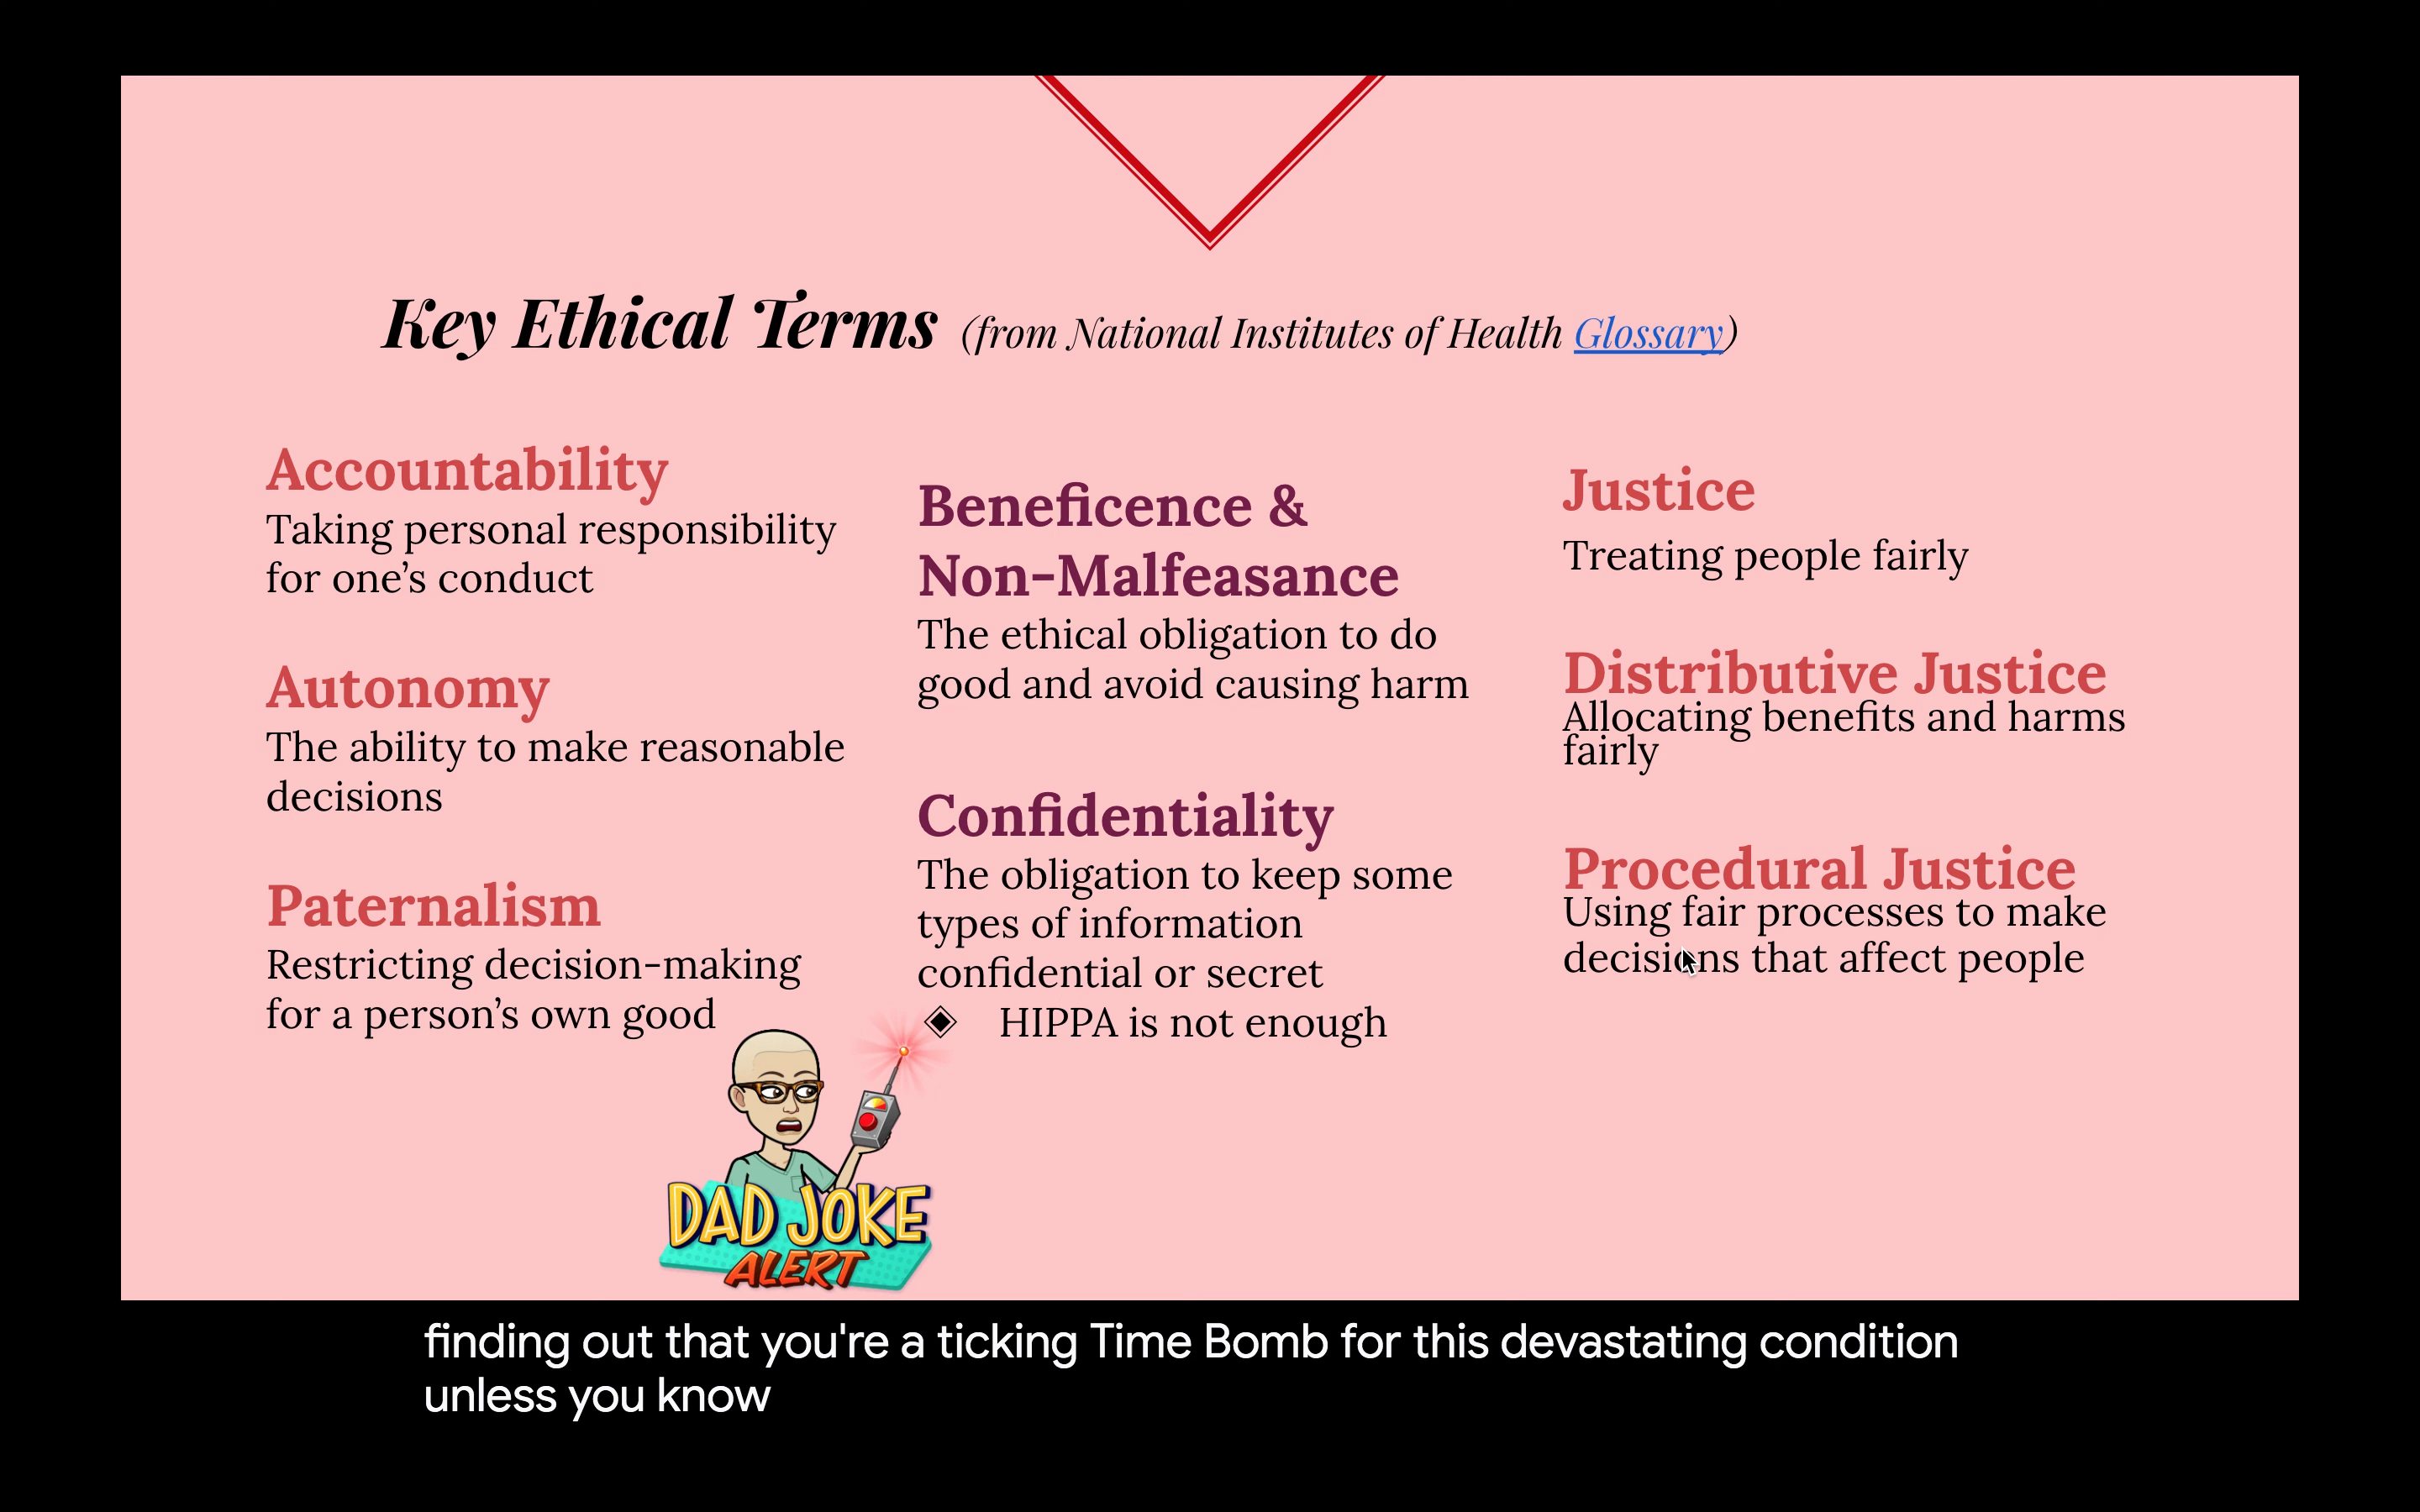 Key Ethical Terms (from National Institutes of Health Glossary)
Accountability
Taking personal responsibility
for one’s conduct
Autonomy
The ability to make reasonable
decisions
Paternalism
Restricting decision-making
for a person’s own good
Beneficence &
Non-Malfeasance
The ethical obligation to do
good and avoid causing harm
Confidentiality
The obligation to keep some
types of information
confidential or secret
◈ HIPPA is not enough
Justice
Treating people fairly
Distributive Justice
Allocating benefits and harms
fairly
Procedural Justice
Using fair processes to make
decisions that affect people
DAD JOKE
ALERT
finding out that you're a ticking Time Bomb for this devastating condition
unless you know